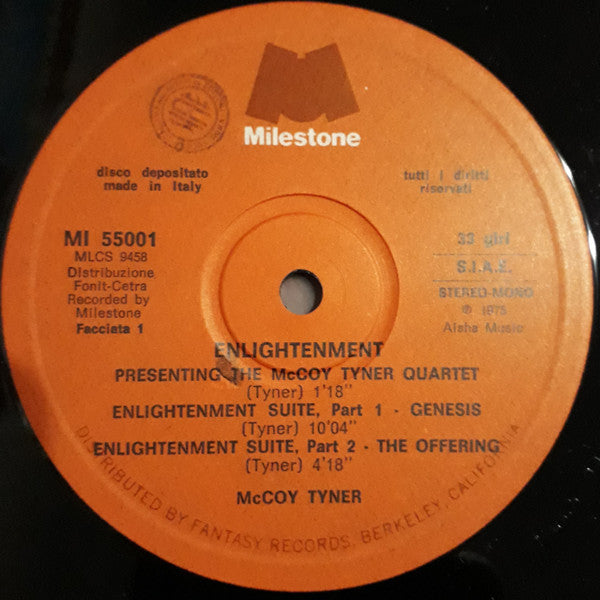 Milestone
disco depositato
made in Italy
tutti i diritti
riservati
MI 55001
MLCS 9458
Distribuzione
Fonit-Cetra
Recorded by
Milestone
Facciata 1
33 giri
S.I.A.E.
STEREO-MONO
℗ 1975
Aisha Music
ENLIGHTENMENT
PRESENTING THE McCOY TYNER QUARTET
(Tyner) 1'18"
ENLIGHTENMENT SUITE, Part 1 - GENESIS
(Tyner) 10'04"
ENLIGHTENMENT SUITE, Part 2 - THE OFFERING
(Tyner) 4'18"
McCOY TYNER
DISTRIBUTED BY FANTASY RECORDS, BERKELEY, CALIFORNIA